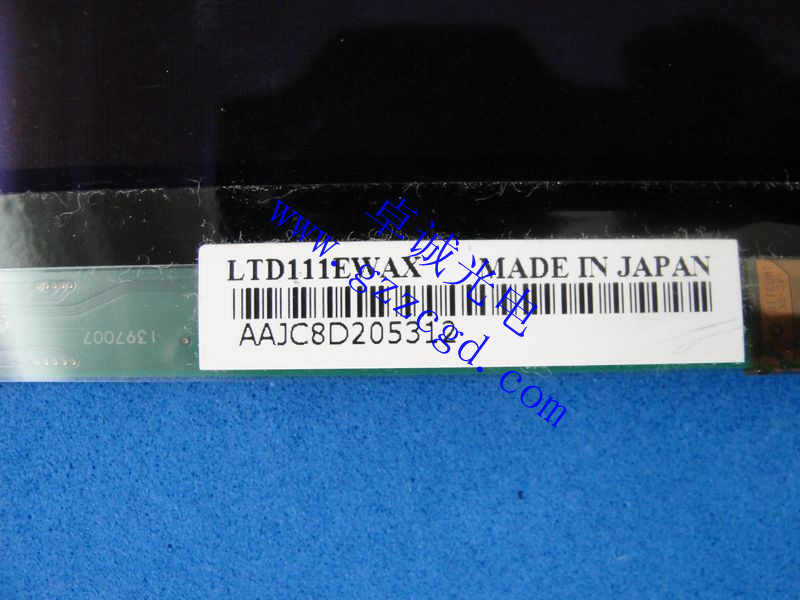 卓诚光电
www.gzzcgd.com
LTD111EWAX MADE IN JAPAN
AAJC8D205312
1397007